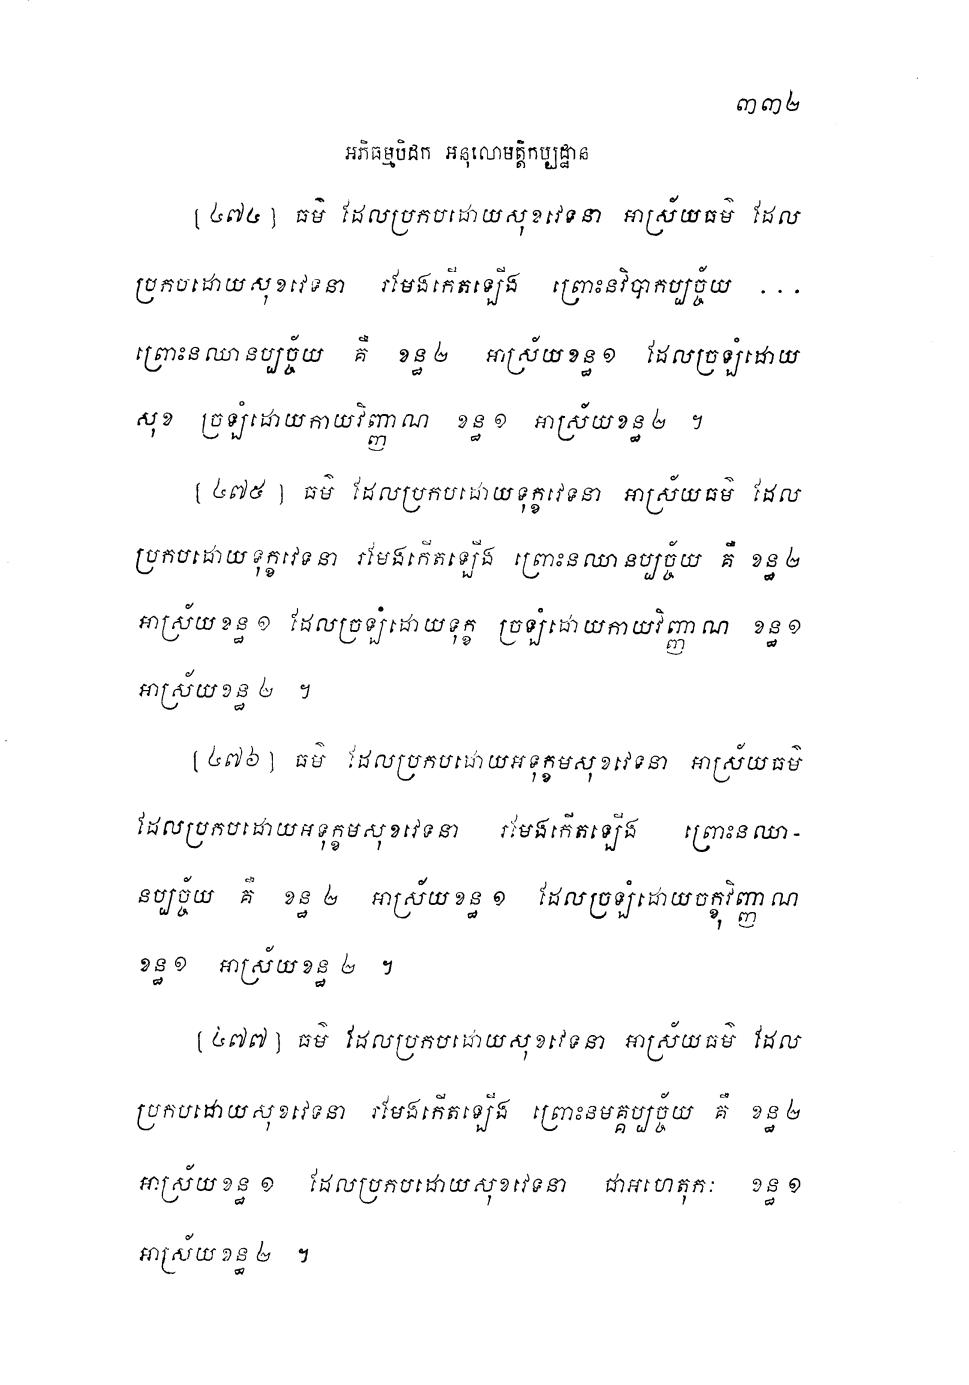 ៣៣២
អភិធម្មបិដក អនុលោមត្តិកប្បដ្ឋាន
[៤៧៤] ធម៌ ដែលប្រកបដោយសុខវេទនា អាស្រ័យធម៌ ដែល
ប្រកបដោយសុខវេទនា រមែងកើតឡើង ព្រោះនវិបាកប្បច្ច័យ ...
ព្រោះនឈានប្បច្ច័យ គឺ ខន្ធ២ អាស្រ័យខន្ធ១ ដែលច្រឡំដោយ
សុខ ច្រឡំដោយកាយវិញ្ញាណ ខន្ធ១ អាស្រ័យខន្ធ២ ។
[៤៧៥] ធម៌ ដែលប្រកបដោយទុក្ខវេទនា អាស្រ័យធម៌ ដែល
ប្រកបដោយទុក្ខវេទនា រមែងកើតឡើង ព្រោះនឈានប្បច្ច័យ គឺ ខន្ធ២
អាស្រ័យខន្ធ១ ដែលច្រឡំដោយទុក្ខ ច្រឡំដោយកាយវិញ្ញាណ ខន្ធ១
អាស្រ័យខន្ធ២ ។
[៤៧៦] ធម៌ ដែលប្រកបដោយអទុក្ខមសុខវេទនា អាស្រ័យធម៌
ដែលប្រកបដោយអទុក្ខមសុខវេទនា រមែងកើតឡើង ព្រោះនឈា-
នប្បច្ច័យ គឺ ខន្ធ២ អាស្រ័យខន្ធ១ ដែលច្រឡំដោយចក្ខុវិញ្ញាណ
ខន្ធ១ អាស្រ័យខន្ធ២ ។
[៤៧៧] ធម៌ ដែលប្រកបដោយសុខវេទនា អាស្រ័យធម៌ ដែល
ប្រកបដោយសុខវេទនា រមែងកើតឡើង ព្រោះនមគ្គប្បច្ច័យ គឺ ខន្ធ២
អាស្រ័យខន្ធ១ ដែលប្រកបដោយសុខវេទនា ជាអហេតុកៈ ខន្ធ១
អាស្រ័យខន្ធ២ ។